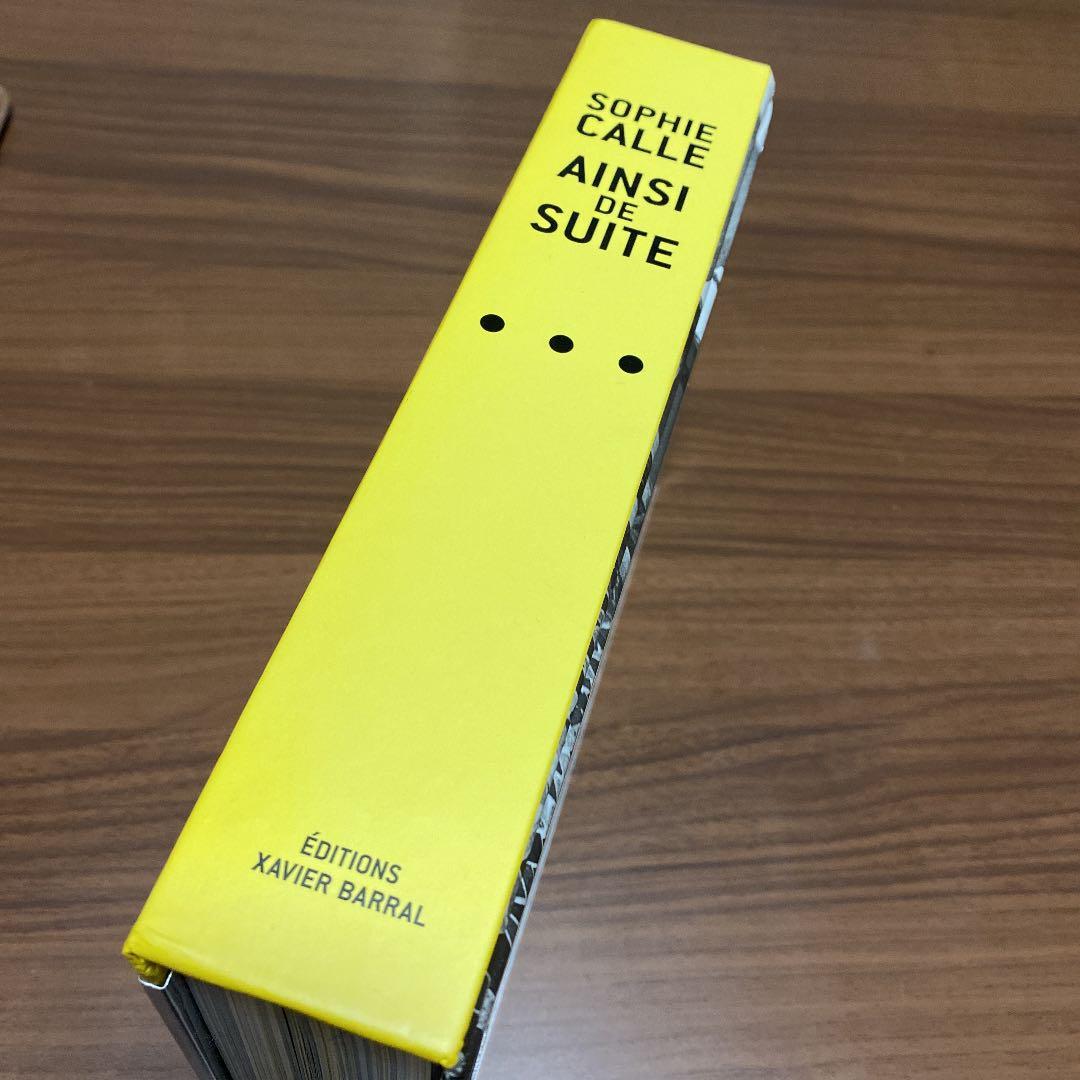 SOPHIE
CALLE
AINSI
DE
SUITE
• • •
ÉDITIONS
XAVIER BARRAL